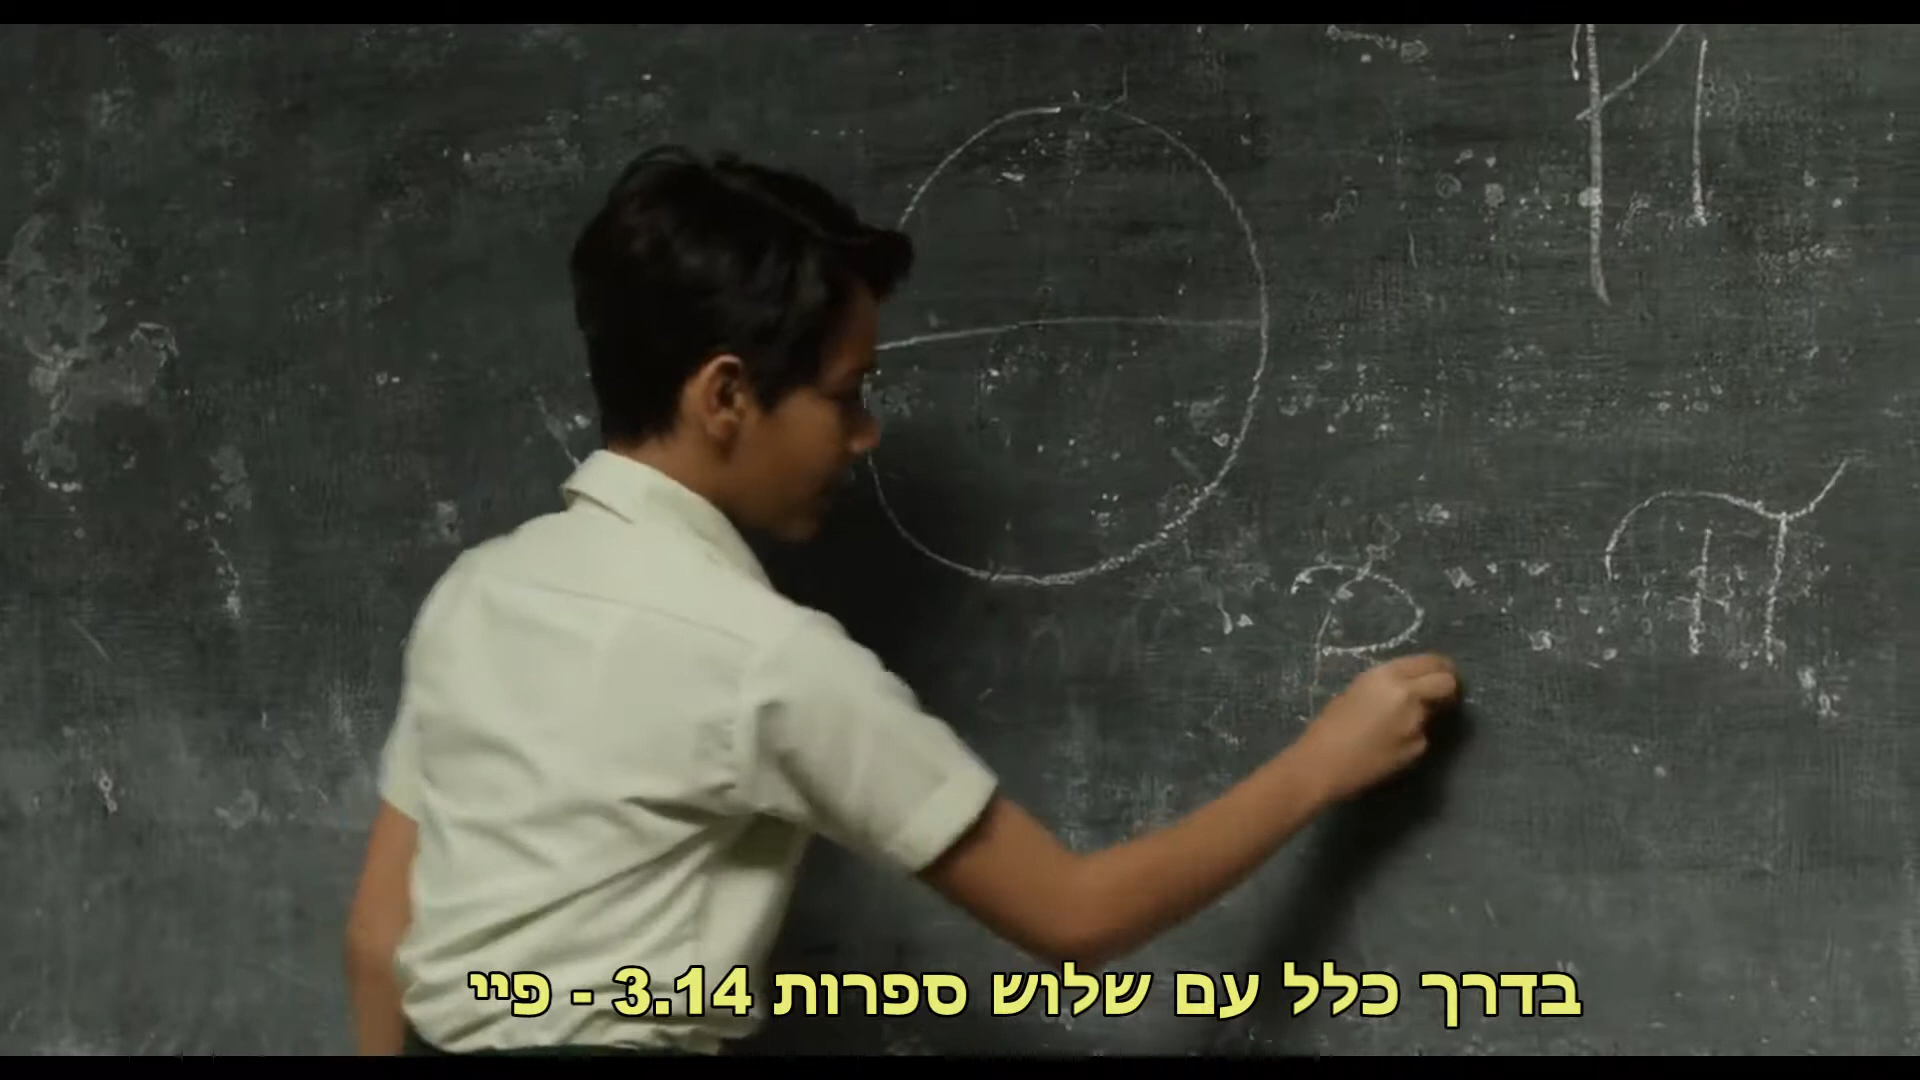 π
בדרך כלל עם שלוש ספרות 3.14 - פיי